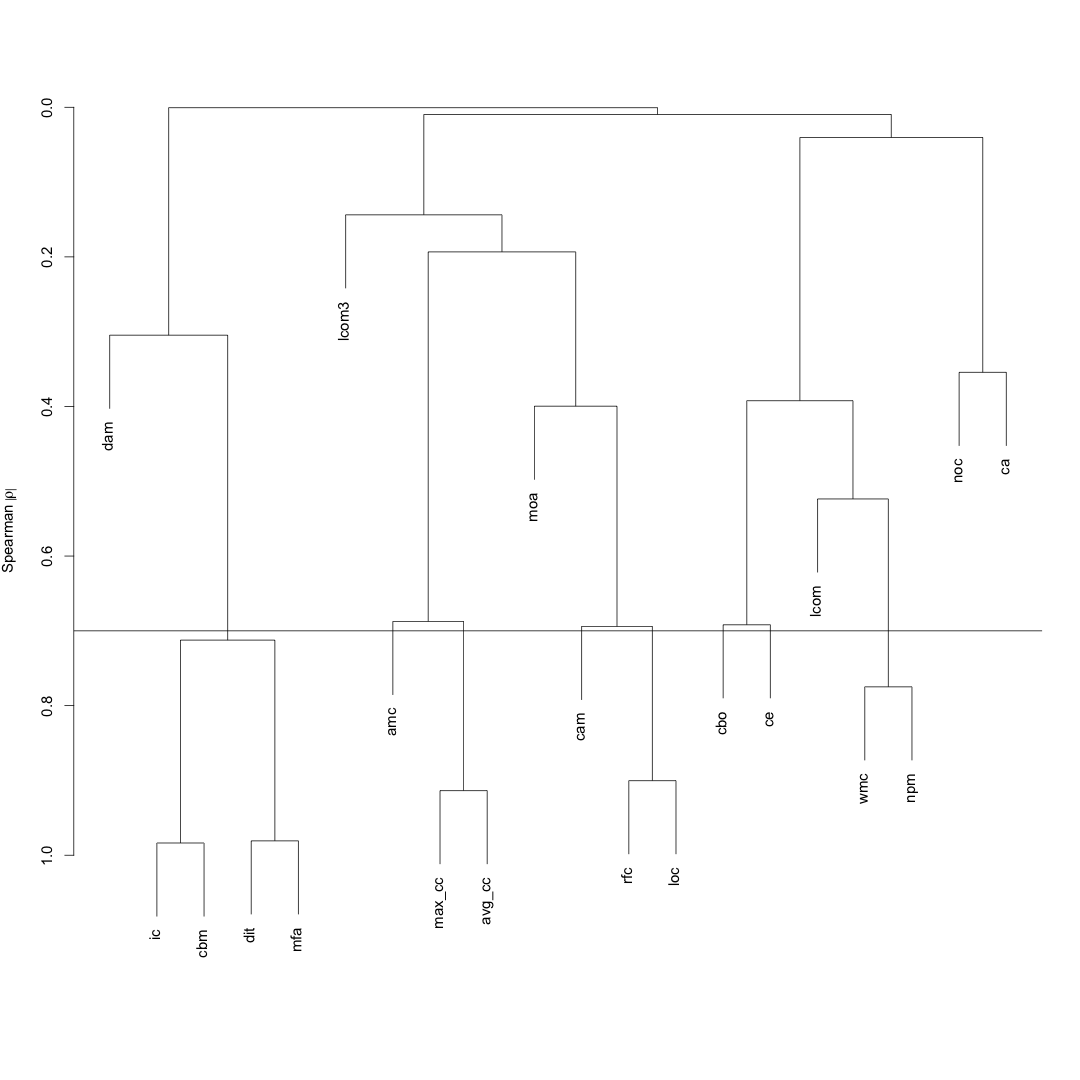 Spearman |ρ|
0.0
0.2
0.4
0.6
0.8
1.0
dam
ic
cbm
dit
mfa
lcom3
amc
max_cc
avg_cc
moa
cam
rfc
loc
cbo
ce
lcom
wmc
npm
noc
ca